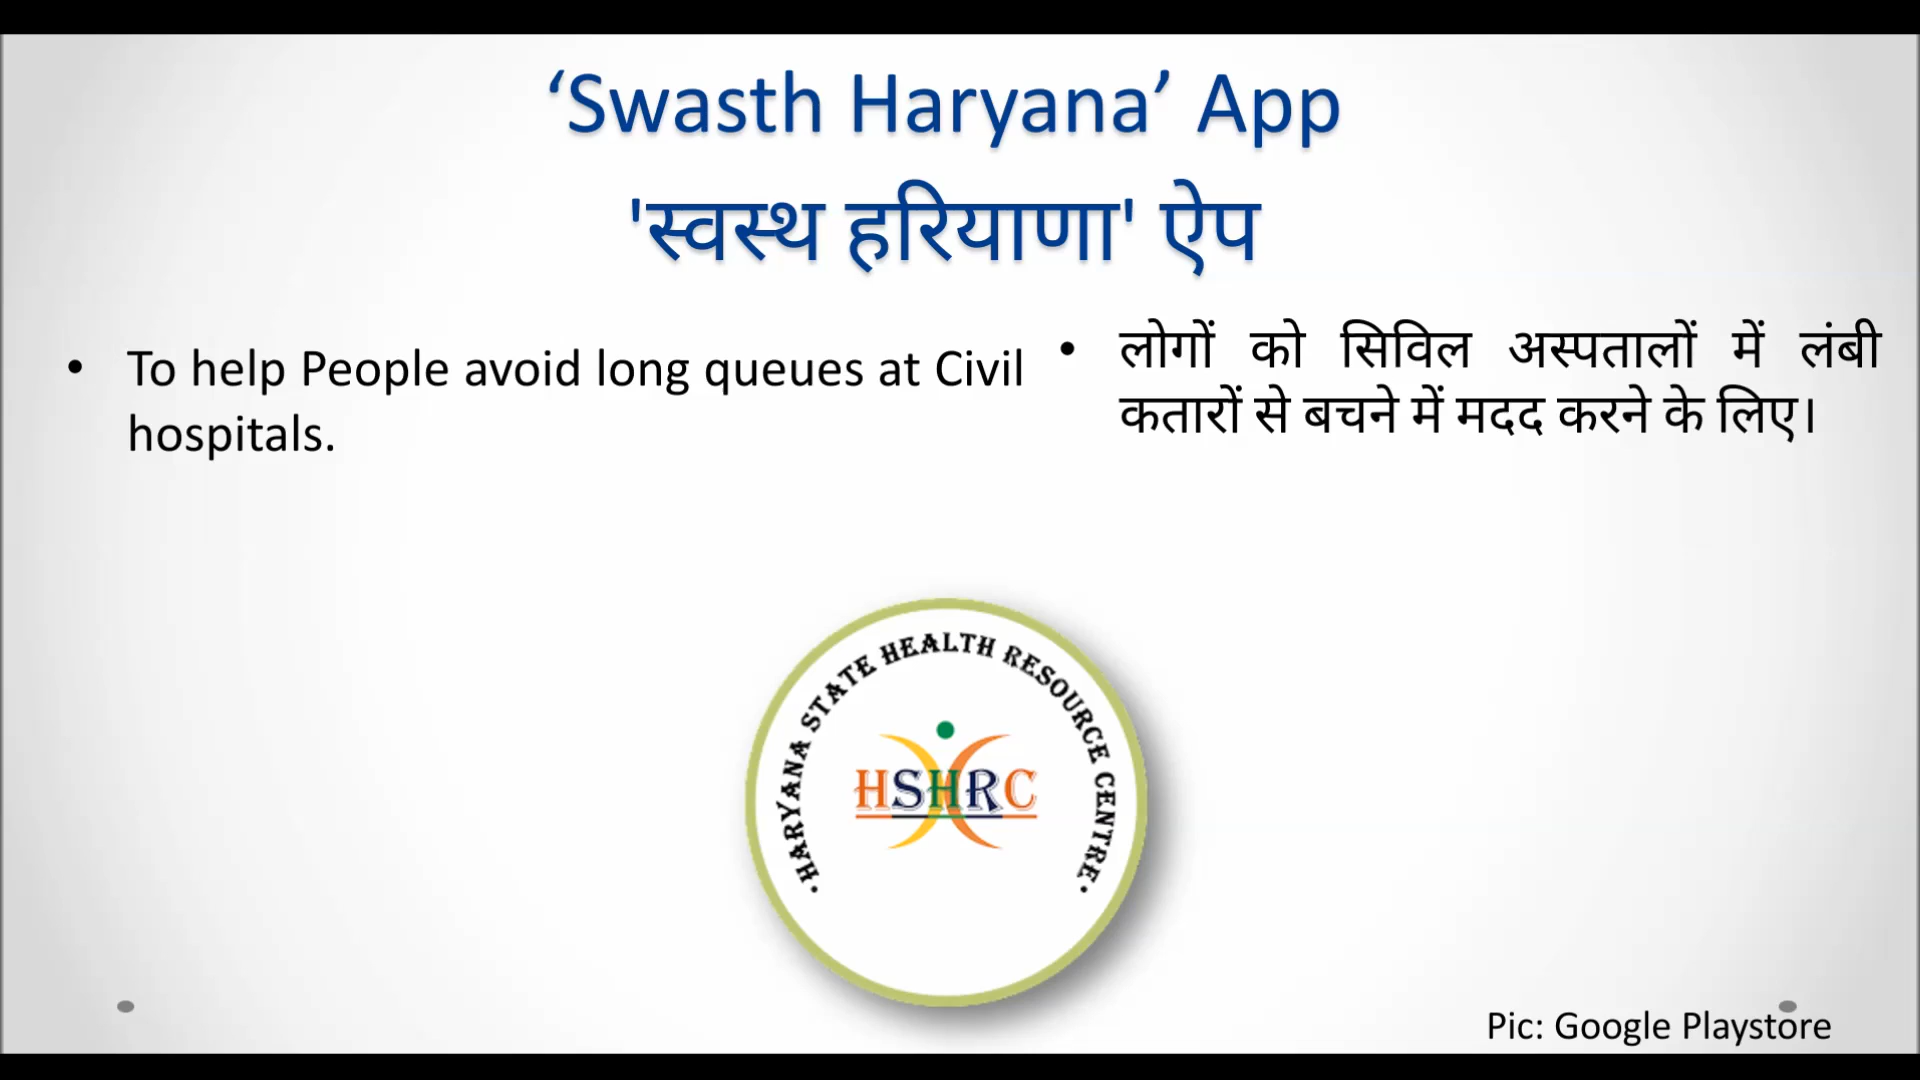 ‘Swasth Haryana’ App
'स्वस्थ हरियाणा' ऐप
• To help People avoid long queues at Civil
hospitals.
• लोगों को सिविल अस्पतालों में लंबी
कतारों से बचने में मदद करने के लिए।
•HARYANA STATE HEALTH RESOURCE CENTRE•
HSHRC
Pic: Google Playstore